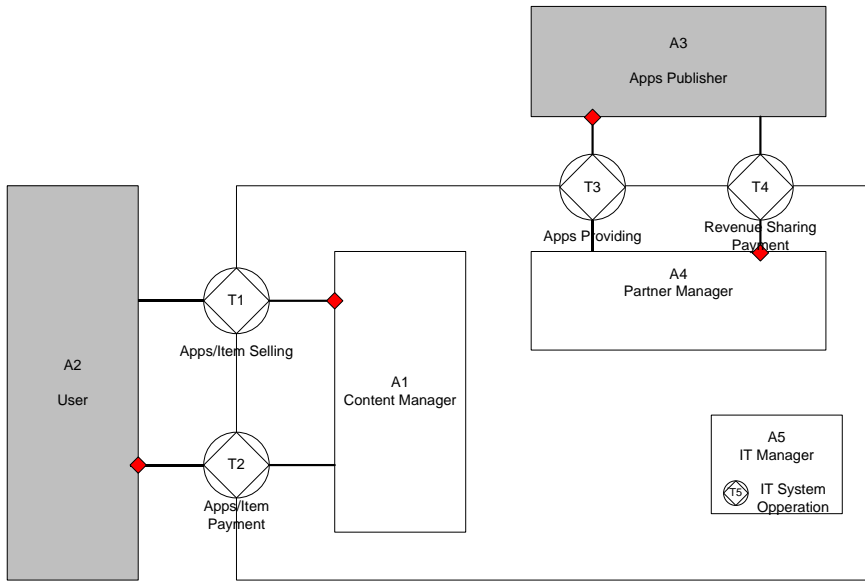 A3
Apps Publisher
T3
T4
Apps Providing
Revenue Sharing
Payment
A4
Partner Manager
T1
Apps/Item Selling
A2
User
A1
Content Manager
T2
Apps/Item
Payment
A5
IT Manager
T5
IT System
Opperation